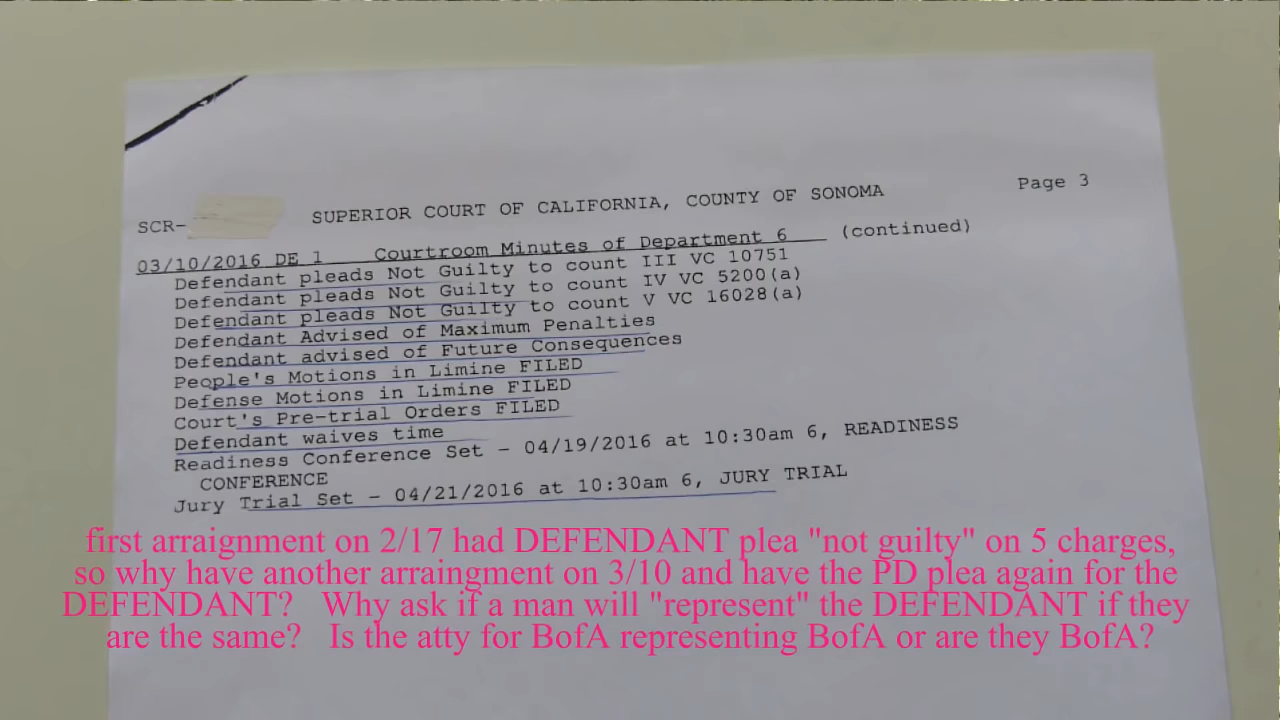 SCR- SUPERIOR COURT OF CALIFORNIA, COUNTY OF SONOMA Page 3
03/10/2016 DE 1 Courtroom Minutes of Department 6 (continued)
Defendant pleads Not Guilty to count III VC 10751
Defendant pleads Not Guilty to count IV VC 5200(a)
Defendant pleads Not Guilty to count V VC 16028(a)
Defendant Advised of Maximum Penalties
Defendant advised of Future Consequences
People's Motions in Limine FILED
Defense Motions in Limine FILED
Court's Pre-trial Orders FILED
Defendant waives time
Readiness Conference Set - 04/19/2016 at 10:30am 6, READINESS
CONFERENCE
Jury Trial Set - 04/21/2016 at 10:30am 6, JURY TRIAL
first arraignment on 2/17 had DEFENDANT plea "not guilty" on 5 charges,
so why have another arraingment on 3/10 and have the PD plea again for the
DEFENDANT? Why ask if a man will "represent" the DEFENDANT if they
are the same? Is the atty for BofA representing BofA or are they BofA?